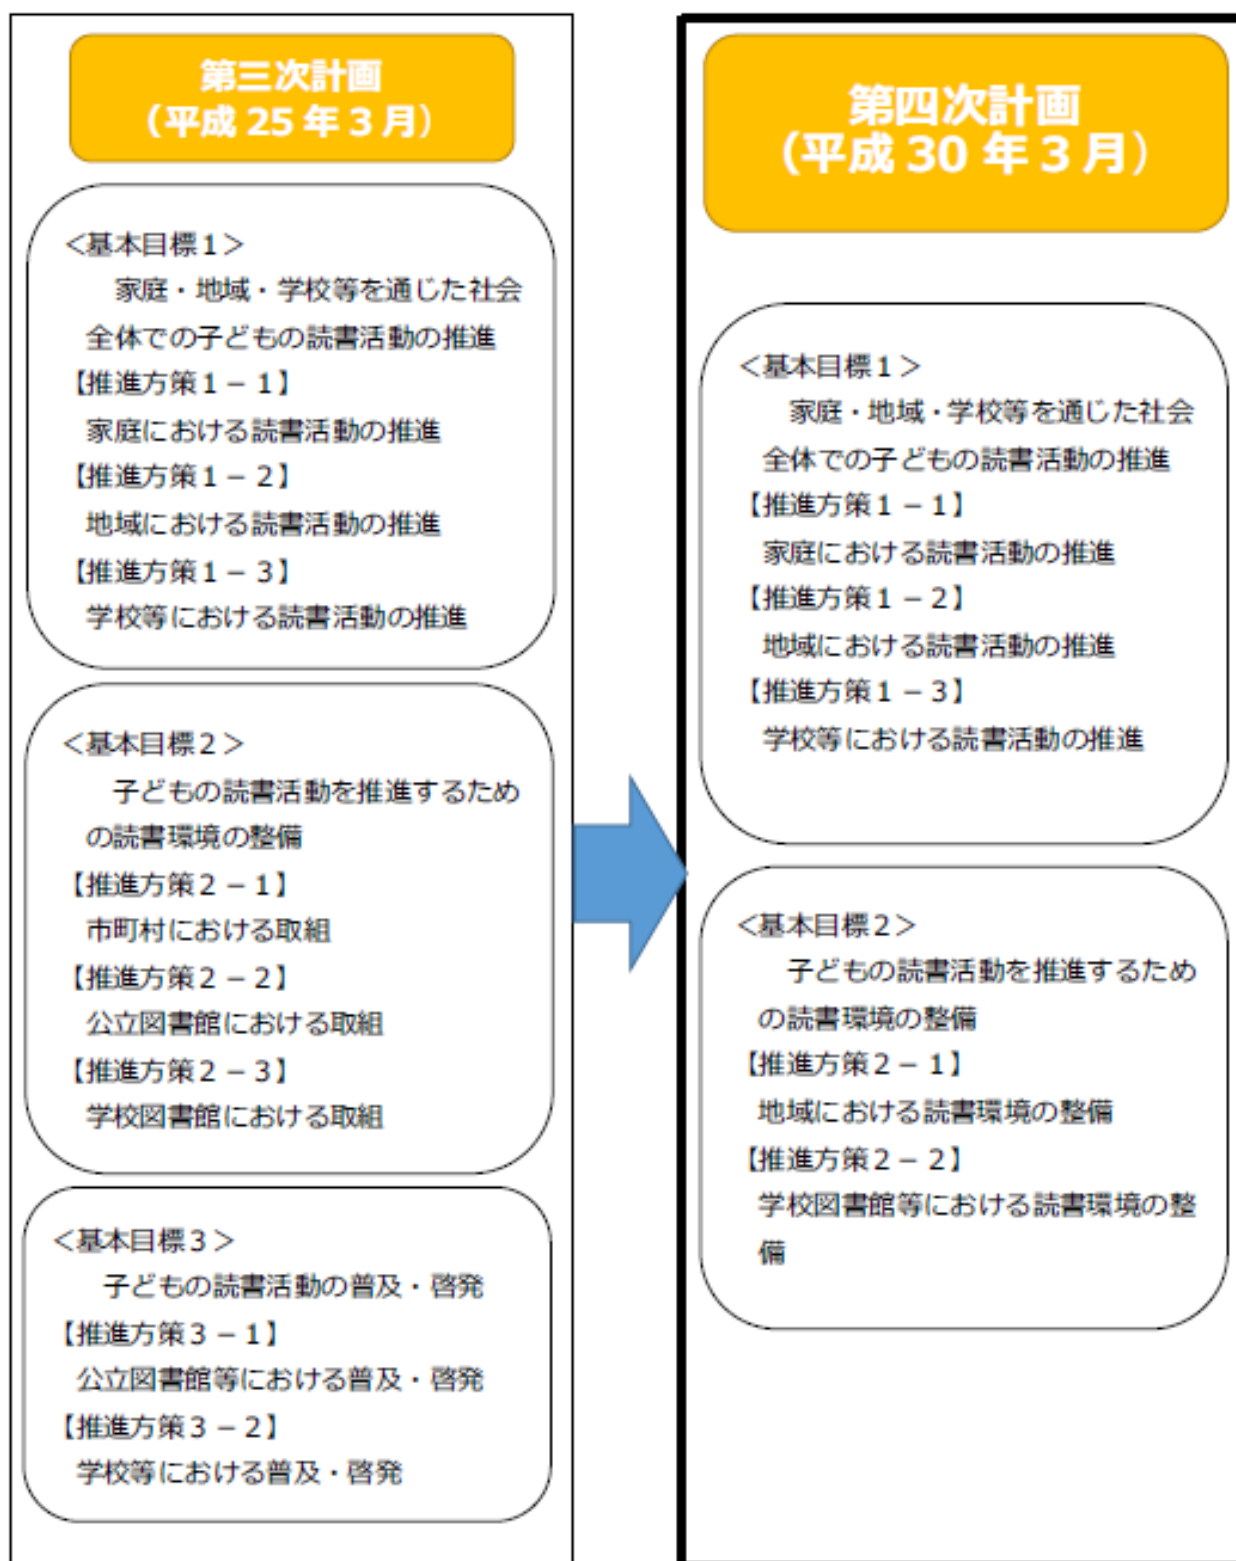 第三次計画
（平成 25 年 3 月）
＜基本目標１＞
家庭・地域・学校等を通じた社会
全体での子どもの読書活動の推進
【推進方策１－１】
家庭における読書活動の推進
【推進方策１－２】
地域における読書活動の推進
【推進方策１－３】
学校等における読書活動の推進
＜基本目標２＞
子どもの読書活動を推進するため
の読書環境の整備
【推進方策２－１】
市町村における取組
【推進方策２－２】
公立図書館における取組
【推進方策２－３】
学校図書館における取組
＜基本目標３＞
子どもの読書活動の普及・啓発
【推進方策３－１】
公立図書館等における普及・啓発
【推進方策３－２】
学校等における普及・啓発
第四次計画
（平成 30 年 3 月）
＜基本目標１＞
家庭・地域・学校等を通じた社会
全体での子どもの読書活動の推進
【推進方策１－１】
家庭における読書活動の推進
【推進方策１－２】
地域における読書活動の推進
【推進方策１－３】
学校等における読書活動の推進
＜基本目標２＞
子どもの読書活動を推進するため
の読書環境の整備
【推進方策２－１】
地域における読書環境の整備
【推進方策２－２】
学校図書館等における読書環境の整
備